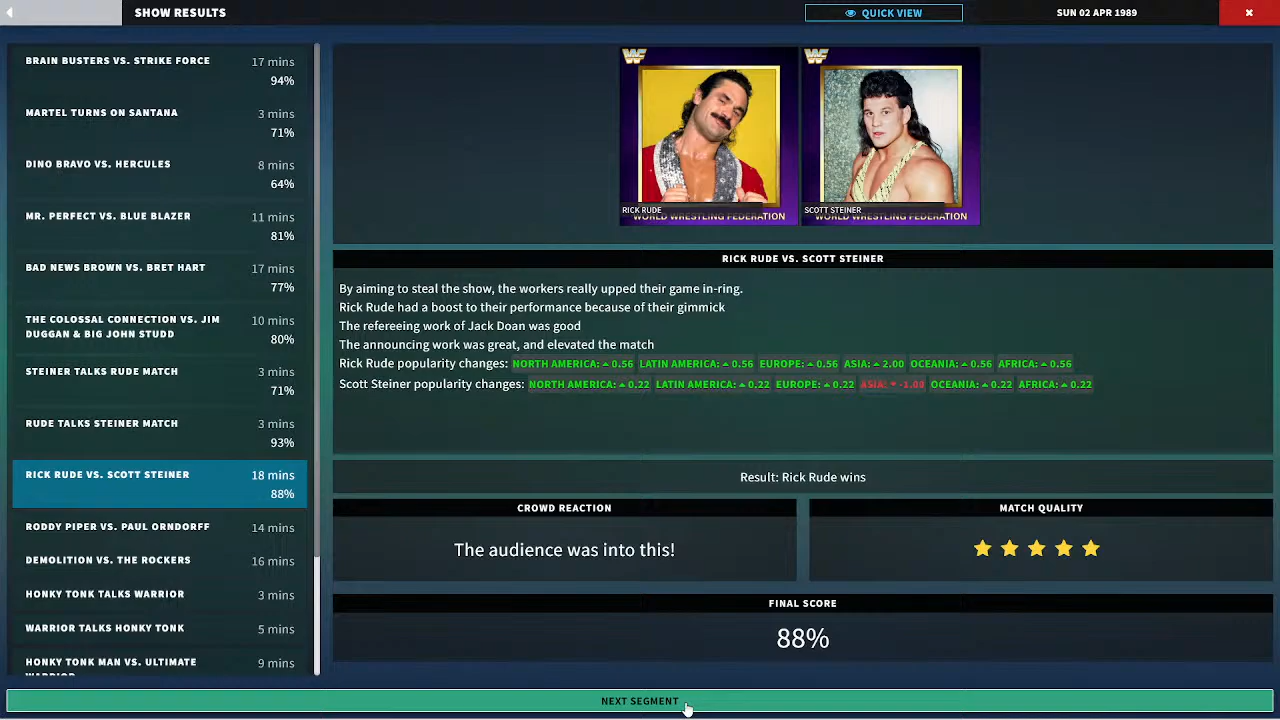 SHOW RESULTS
QUICK VIEW
SUN 02 APR 1989
BRAIN BUSTERS VS. STRIKE FORCE 17 mins
94%
MARTEL TURNS ON SANTANA 3 mins
71%
DINO BRAVO VS. HERCULES 8 mins
64%
MR. PERFECT VS. BLUE BLAZER 11 mins
81%
BAD NEWS BROWN VS. BRET HART 17 mins
77%
THE COLOSSAL CONNECTION VS. JIM 10 mins
DUGGAN & BIG JOHN STUDD 80%
STEINER TALKS RUDE MATCH 3 mins
71%
RUDE TALKS STEINER MATCH 3 mins
93%
RICK RUDE VS. SCOTT STEINER 18 mins
88%
RODDY PIPER VS. PAUL ORNDORFF 14 mins
DEMOLITION VS. THE ROCKERS 16 mins
HONKY TONK TALKS WARRIOR 3 mins
WARRIOR TALKS HONKY TONK 5 mins
HONKY TONK MAN VS. ULTIMATE 9 mins
WARRIOR
RICK RUDE
WORLD WRESTLING FEDERATION
SCOTT STEINER
WORLD WRESTLING FEDERATION
RICK RUDE VS. SCOTT STEINER
By aiming to steal the show, the workers really upped their game in-ring.
Rick Rude had a boost to their performance because of their gimmick
The refereeing work of Jack Doan was good
The announcing work was great, and elevated the match
Rick Rude popularity changes: NORTH AMERICA: 0.56 LATIN AMERICA: 0.56 EUROPE: 0.56 ASIA: 2.00 OCEANIA: 0.56 AFRICA: 0.56
Scott Steiner popularity changes: NORTH AMERICA: 0.22 LATIN AMERICA: 0.22 EUROPE: 0.22 ASIA: -1.00 OCEANIA: 0.22 AFRICA: 0.22
Result: Rick Rude wins
CROWD REACTION
The audience was into this!
MATCH QUALITY
FINAL SCORE
88%
NEXT SEGMENT